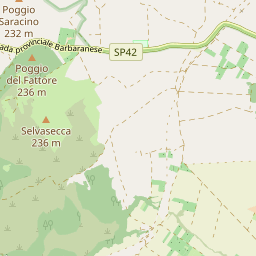 Poggio
Saracino
232 m
ada provinciale Barbaranese
SP42
Poggio
del Fattore
236 m
Selvasecca
236 m